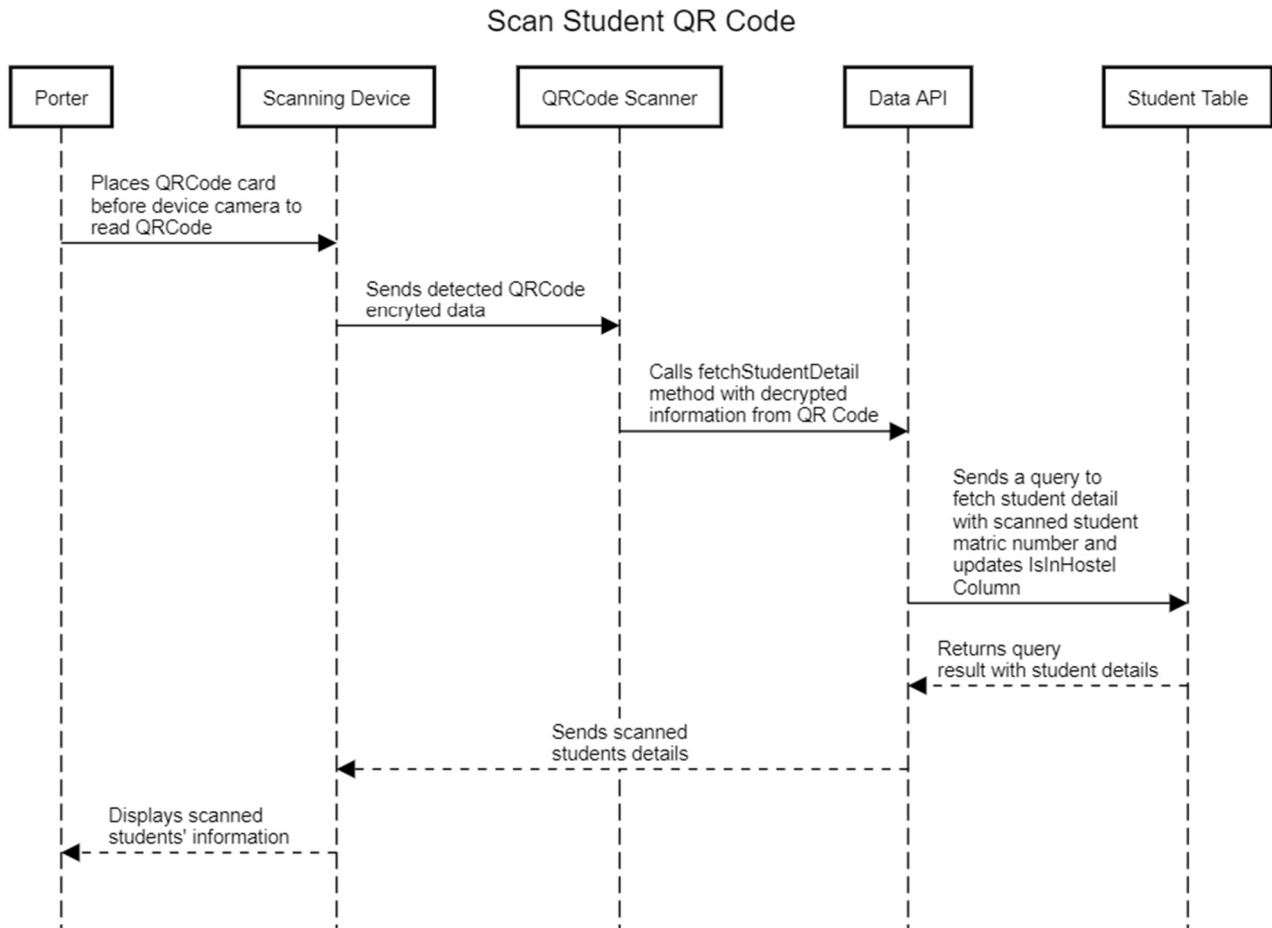 Scan Student QR Code
Porter
Scanning Device
QRCode Scanner
Data API
Student Table
Places QRCode card
before device camera to
read QRCode
Sends detected QRCode
encryted data
Calls fetchStudentDetail
method with decrypted
information from QR Code
Sends a query to
fetch student detail
with scanned student
matric number and
updates IsInHostel
Column
Returns query
result with student details
Sends scanned
students details
Displays scanned
students' information